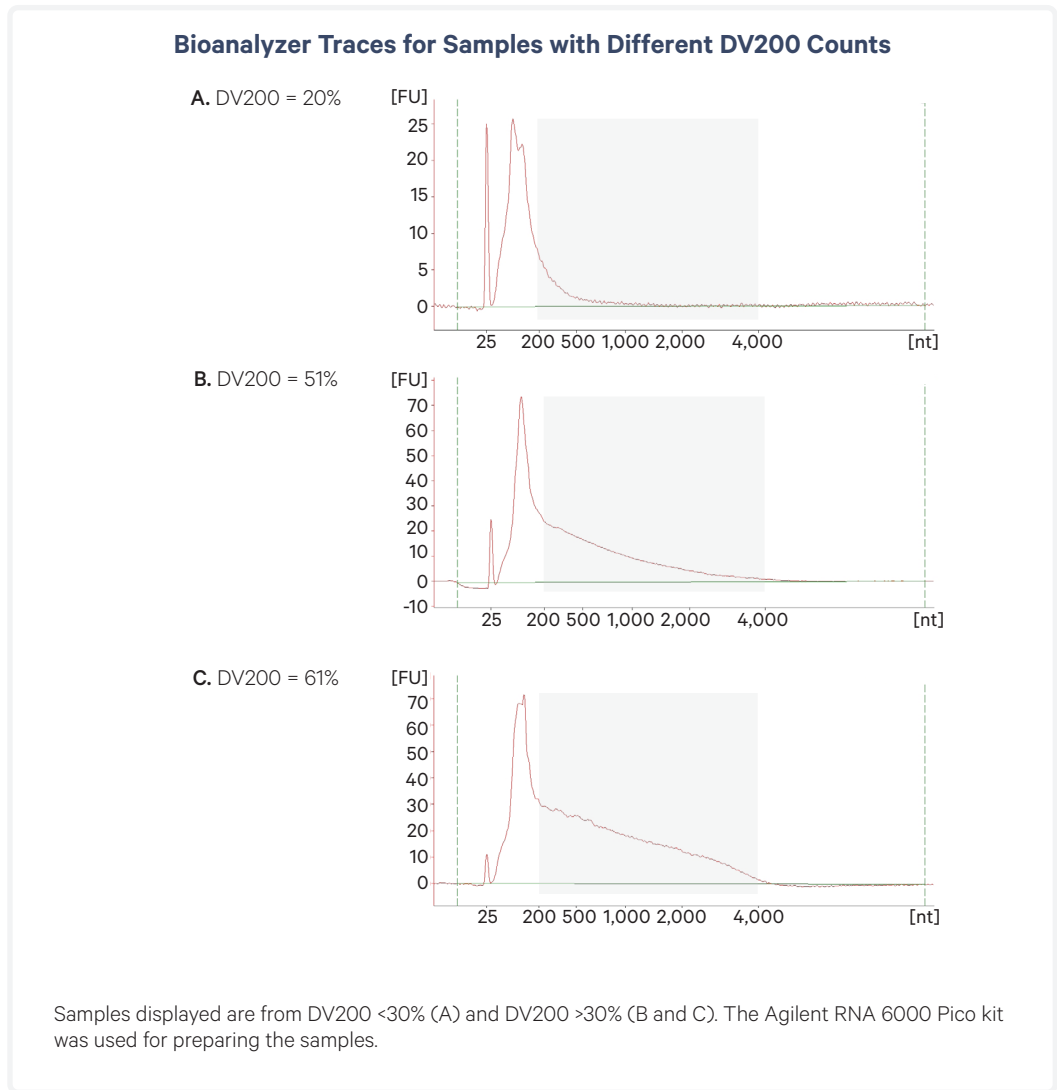 Bioanalyzer Traces for Samples with Different DV200 Counts
A. DV200 = 20%
[FU]
25
20
15
10
5
0
25 200 500 1,000 2,000 4,000 [nt]
B. DV200 = 51%
[FU]
70
60
50
40
30
20
10
0
-10
25 200 500 1,000 2,000 4,000 [nt]
C. DV200 = 61%
[FU]
70
60
50
40
30
20
10
0
25 200 500 1,000 2,000 4,000 [nt]
Samples displayed are from DV200 <30% (A) and DV200 >30% (B and C). The Agilent RNA 6000 Pico kit
was used for preparing the samples.